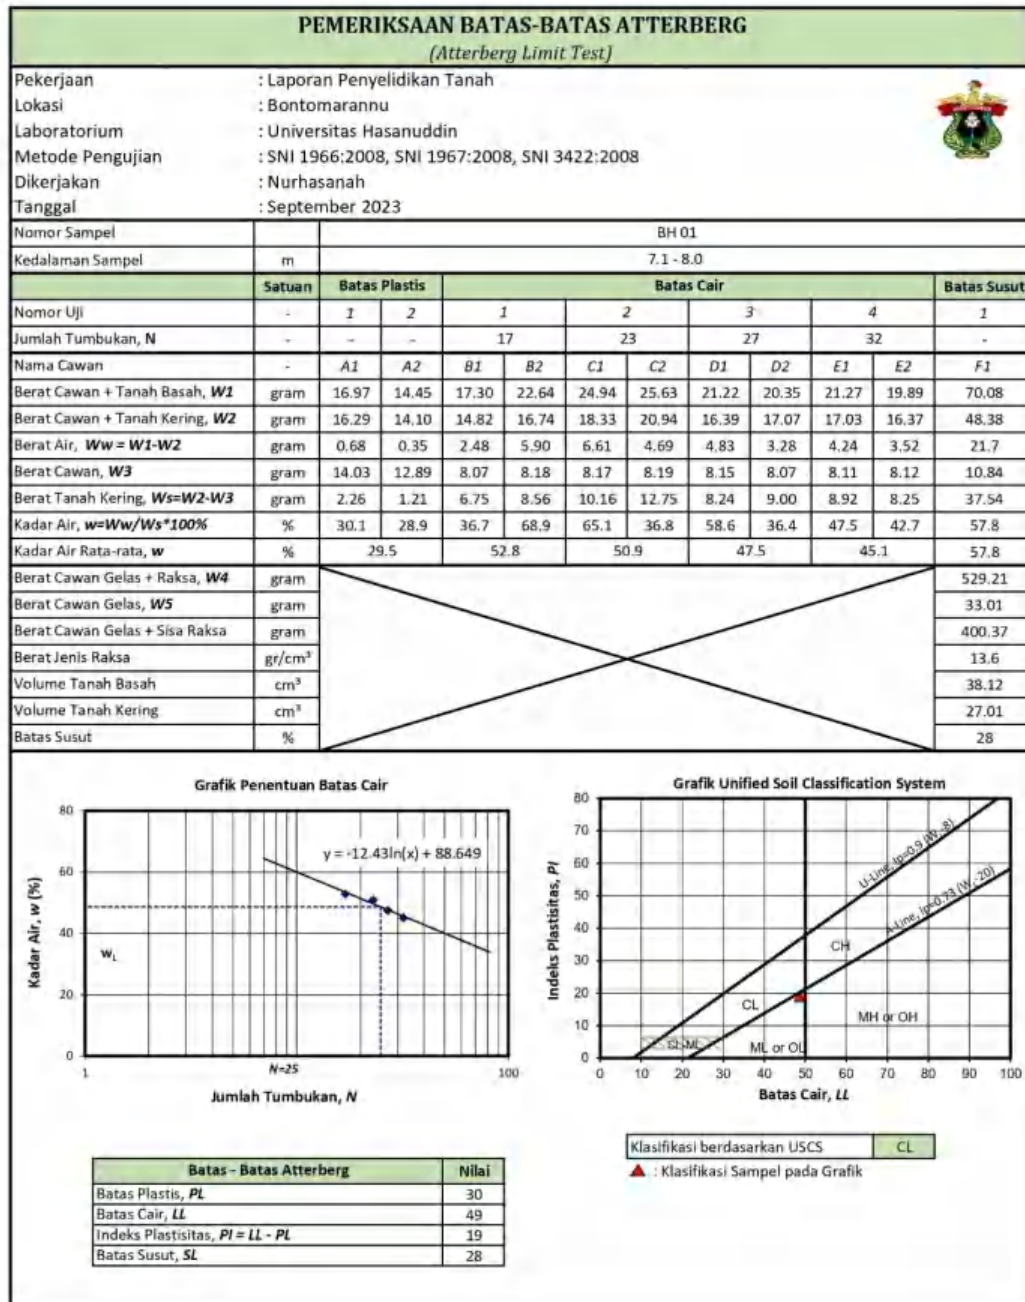 PEMERIKSAAN BATAS-BATAS ATTERBERG
(Atterberg Limit Test)
Pekerjaan : Laporan Penyelidikan Tanah
Lokasi : Bontomarannu
Laboratorium : Universitas Hasanuddin
Metode Pengujian : SNI 1966:2008, SNI 1967:2008, SNI 3422:2008
Dikerjakan : Nurhasanah
Tanggal : September 2023
Nomor Sampel BH 01
Kedalaman Sampel m 7.1 - 8.0
Satuan Batas Plastis Batas Cair Batas Susut
Nomor Uji - 1 2 1 2 3 4 1
Jumlah Tumbukan, N - - - 17 23 27 32 -
Nama Cawan - A1 A2 B1 B2 C1 C2 D1 D2 E1 E2 F1
Berat Cawan + Tanah Basah, W1 gram 16.97 14.45 17.30 22.64 24.94 25.63 21.22 20.35 21.27 19.89 70.08
Berat Cawan + Tanah Kering, W2 gram 16.29 14.10 14.82 16.74 18.33 20.94 16.39 17.07 17.03 16.37 48.38
Berat Air, Ww = W1-W2 gram 0.68 0.35 2.48 5.90 6.61 4.69 4.83 3.28 4.24 3.52 21.7
Berat Cawan, W3 gram 14.03 12.89 8.07 8.18 8.17 8.19 8.15 8.07 8.11 8.12 10.84
Berat Tanah Kering, Ws=W2-W3 gram 2.26 1.21 6.75 8.56 10.16 12.75 8.24 9.00 8.92 8.25 37.54
Kadar Air, w=Ww/Ws*100% % 30.1 28.9 36.7 68.9 65.1 36.8 58.6 36.4 47.5 42.7 57.8
Kadar Air Rata-rata, w % 29.5 52.8 50.9 47.5 45.1 57.8
Berat Cawan Gelas + Raksa, W4 gram 529.21
Berat Cawan Gelas, W5 gram 33.01
Berat Cawan Gelas + Sisa Raksa gram 400.37
Berat Jenis Raksa gr/cm³ 13.6
Volume Tanah Basah cm³ 38.12
Volume Tanah Kering cm³ 27.01
Batas Susut % 28
Grafik Penentuan Batas Cair
80
60
40
20
0
Kadar Air, w (%)
y = -12.43ln(x) + 88.649
w_L
1 N=25 100
Jumlah Tumbukan, N
Grafik Unified Soil Classification System
80
70
60
50
40
30
20
10
0
Indeks Plastisitas, PI
U-Line, Ip=0.9 (W_L-8)
A-Line, Ip=0.73 (W_L-20)
CH
CL
MH or OH
CL-ML
ML or OL
0 10 20 30 40 50 60 70 80 90 100
Batas Cair, LL
Klasifikasi berdasarkan USCS CL
: Klasifikasi Sampel pada Grafik
Batas - Batas Atterberg Nilai
Batas Plastis, PL 30
Batas Cair, LL 49
Indeks Plastisitas, PI = LL - PL 19
Batas Susut, SL 28